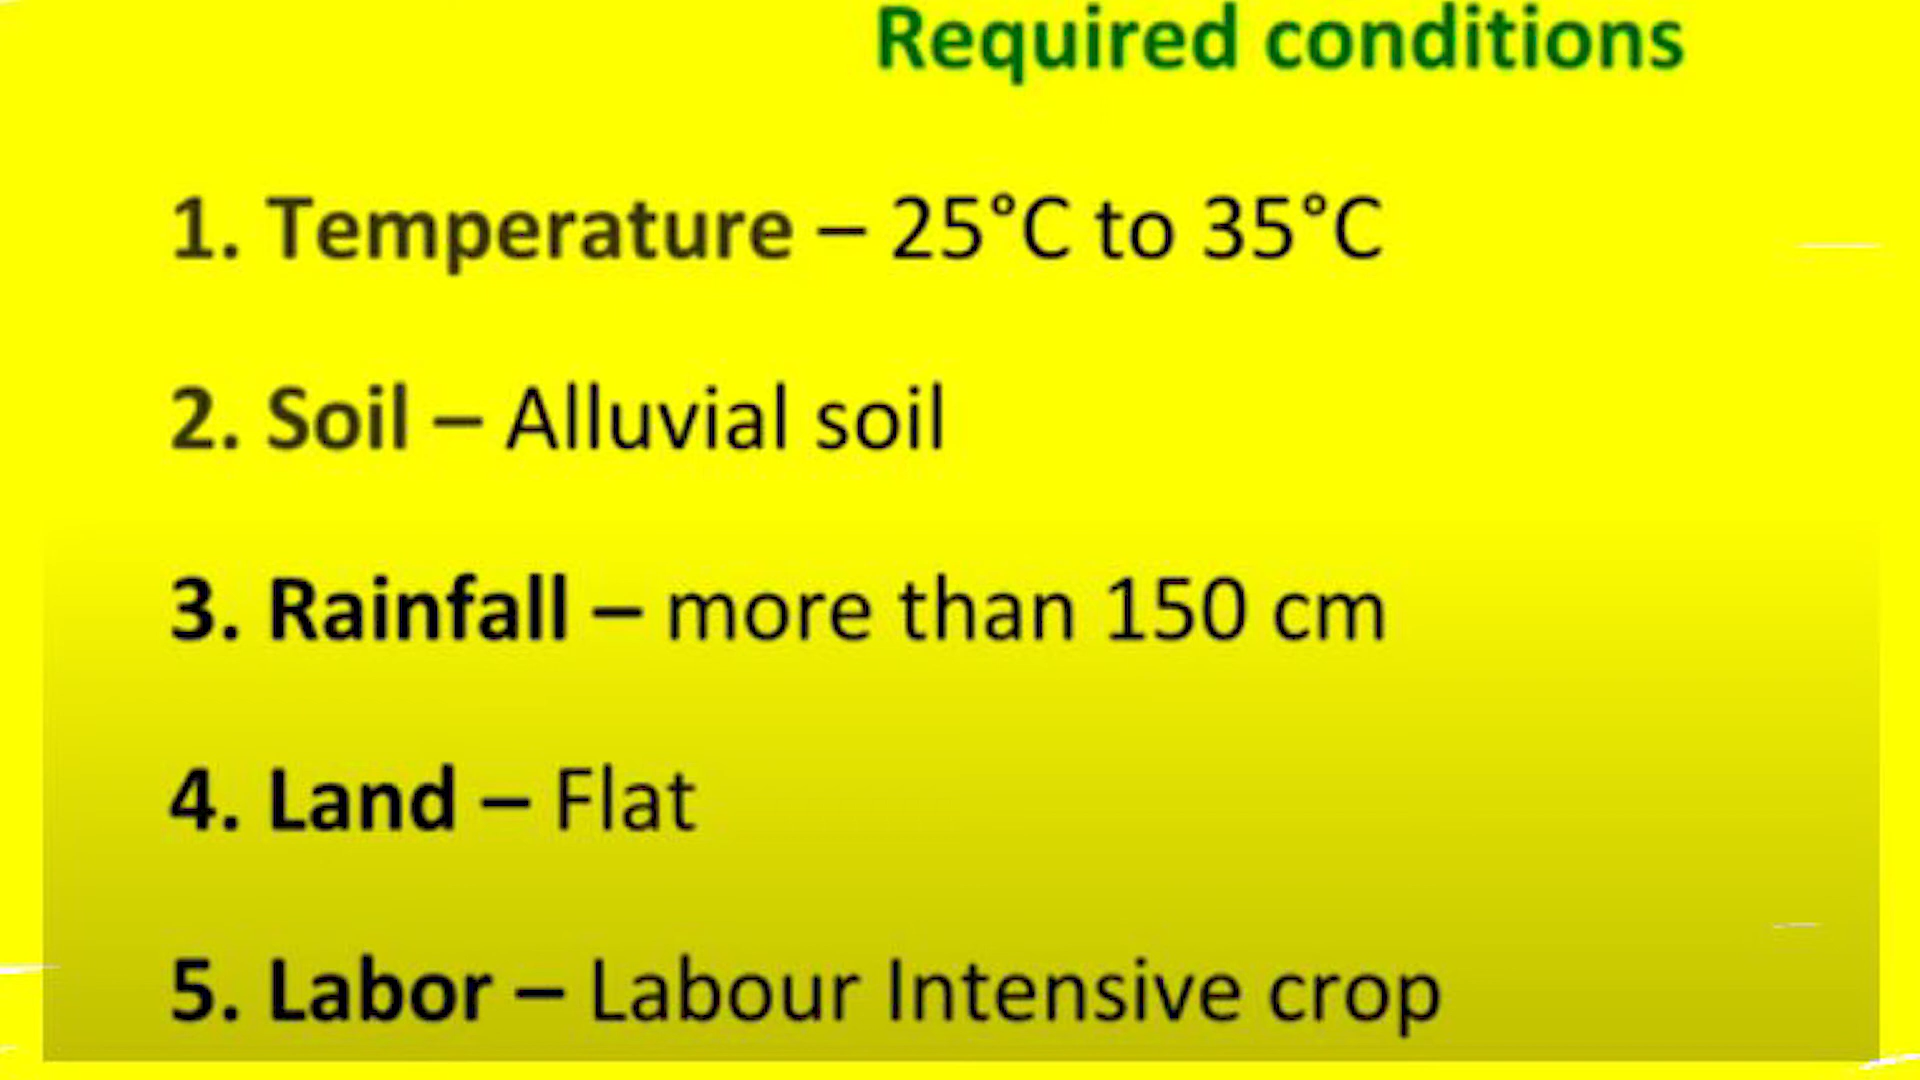 Required conditions
1. Temperature – 25°C to 35°C
2. Soil – Alluvial soil
3. Rainfall – more than 150 cm
4. Land – Flat
5. Labor – Labour Intensive crop